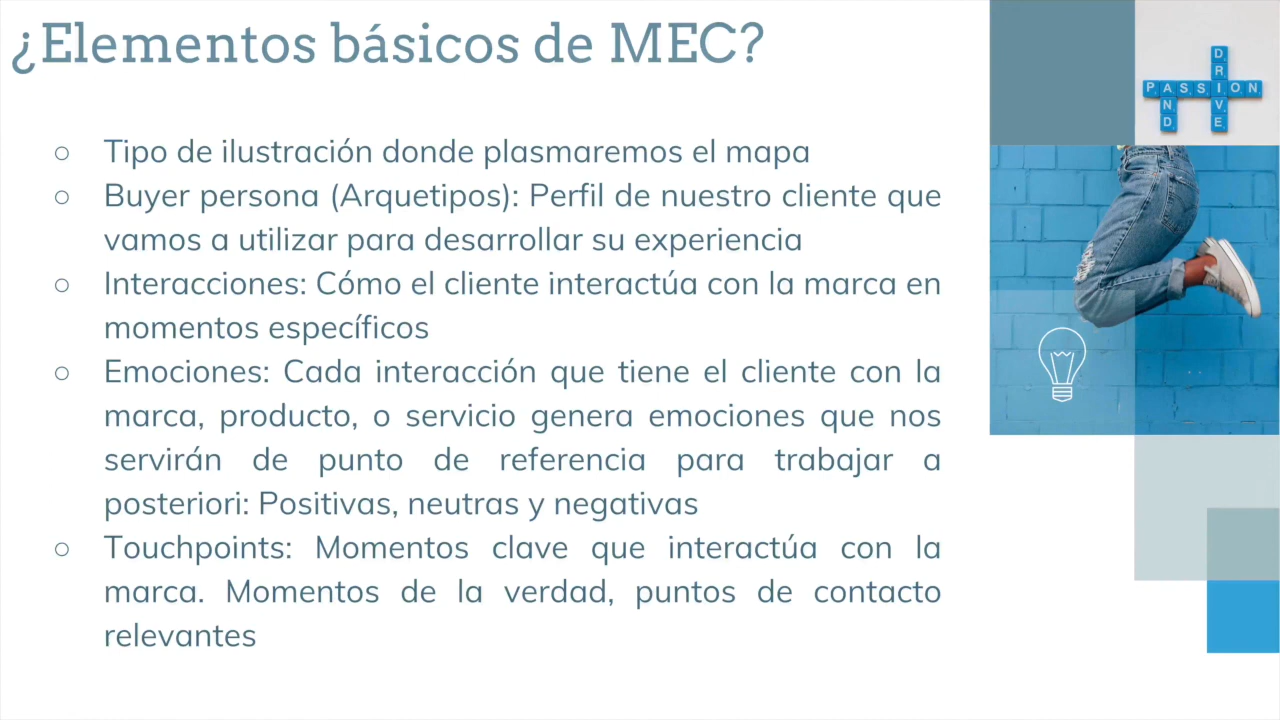 ¿Elementos básicos de MEC?
Tipo de ilustración donde plasmaremos el mapa
Buyer persona (Arquetipos): Perfil de nuestro cliente que
vamos a utilizar para desarrollar su experiencia
Interacciones: Cómo el cliente interactúa con la marca en
momentos específicos
Emociones: Cada interacción que tiene el cliente con la
marca, producto, o servicio genera emociones que nos
servirán de punto de referencia para trabajar a
posteriori: Positivas, neutras y negativas
Touchpoints: Momentos clave que interactúa con la
marca. Momentos de la verdad, puntos de contacto
relevantes
PASSION
AND
DRIVE